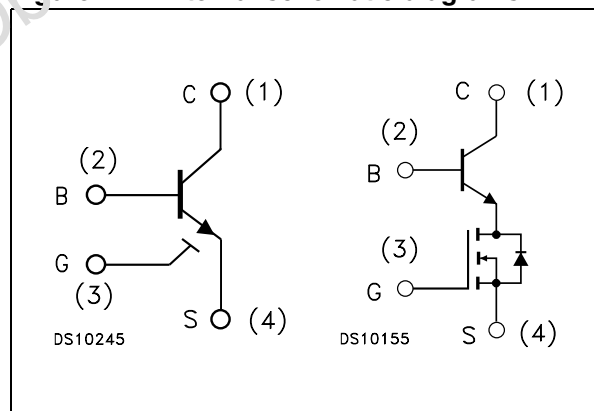 C (1)
(2)
B
G
(3)
S (4)
DS10245
C (1)
(2)
B
(3)
G
S (4)
DS10155